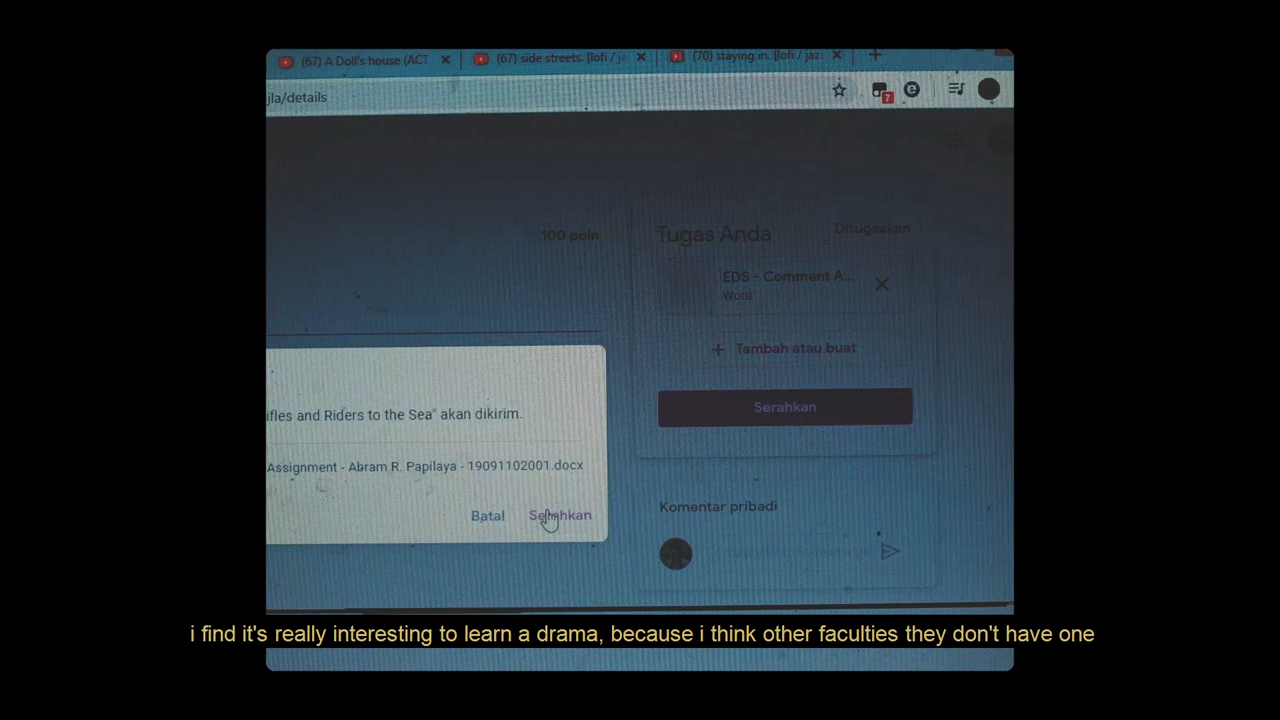 (67) A Doll's house (ACT
(67) side streets. [lofi / ja
(70) staying in. [lofi / jaz
jla/details
7
100 poin
Tugas Anda
Ditugaskan
EDS - Comment A...
Word
+ Tambah atau buat
Serahkan
ifles and Riders to the Sea" akan dikirim.
Assignment - Abram R. Papilaya - 19091102001.docx
Batal
Serahkan
Komentar pribadi
i find it's really interesting to learn a drama, because i think other faculties they don't have one